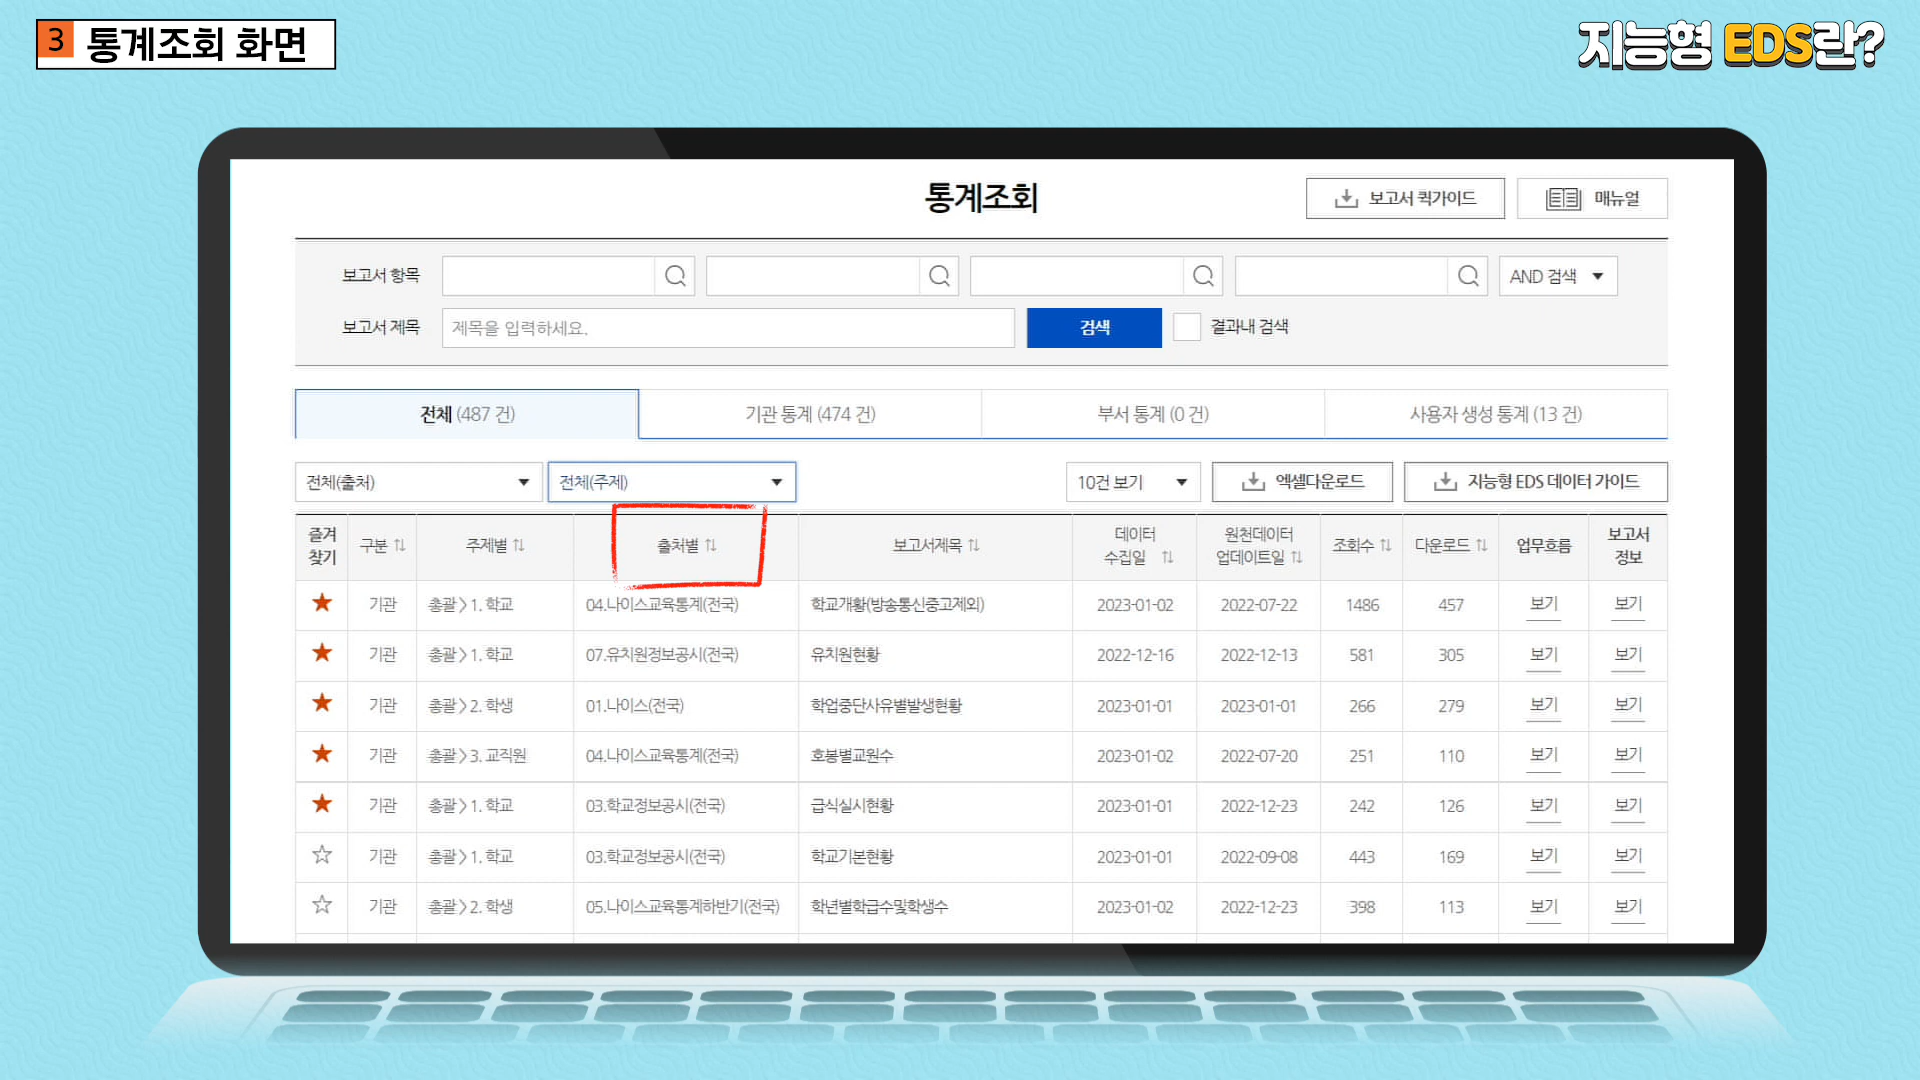 3 통계조회 화면
지능형 EDS란?
통계조회
보고서 퀵가이드
매뉴얼
보고서 항목
AND 검색
보고서 제목
제목을 입력하세요.
검색
결과내 검색
전체 (487 건)
기관 통계 (474 건)
부서 통계 (0 건)
사용자 생성 통계 (13 건)
전체(출처)
전체(주제)
10건 보기
엑셀다운로드
지능형 EDS 데이터 가이드
즐겨찾기 구분 주제별 출처별 보고서제목 데이터 수집일 원천데이터 업데이트일 조회수 다운로드 업무흐름 보고서 정보
기관 총괄 > 1. 학교 04.나이스교육통계(전국) 학교개황(방송통신중고제외) 2023-01-02 2022-07-22 1486 457 보기 보기
기관 총괄 > 1. 학교 07.유치원정보공시(전국) 유치원현황 2022-12-16 2022-12-13 581 305 보기 보기
기관 총괄 > 2. 학생 01.나이스(전국) 학업중단사유별발생현황 2023-01-01 2023-01-01 266 279 보기 보기
기관 총괄 > 3. 교직원 04.나이스교육통계(전국) 호봉별교원수 2023-01-02 2022-07-20 251 110 보기 보기
기관 총괄 > 1. 학교 03.학교정보공시(전국) 급식실시현황 2023-01-01 2022-12-23 242 126 보기 보기
기관 총괄 > 1. 학교 03.학교정보공시(전국) 학교기본현황 2023-01-01 2022-09-08 443 169 보기 보기
기관 총괄 > 2. 학생 05.나이스교육통계하반기(전국) 학년별학급수및학생수 2023-01-02 2022-12-23 398 113 보기 보기